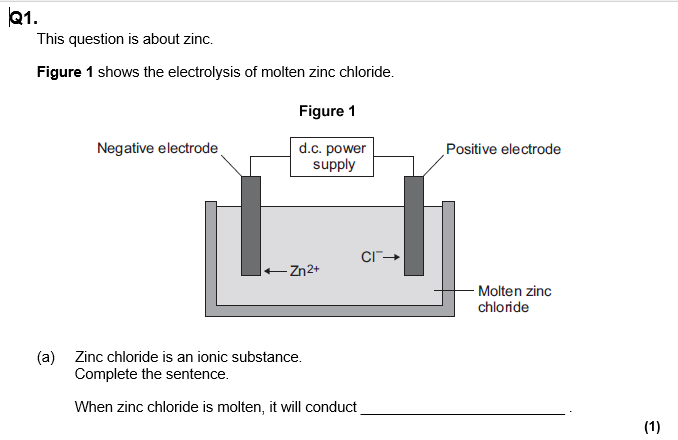 Q1.
This question is about zinc.
Figure 1 shows the electrolysis of molten zinc chloride.
Figure 1
Negative electrode
d.c. power
supply
Positive electrode
Cl⁻
Zn²⁺
Molten zinc
chloride
(a) Zinc chloride is an ionic substance.
Complete the sentence.
When zinc chloride is molten, it will conduct ____________________ .
(1)